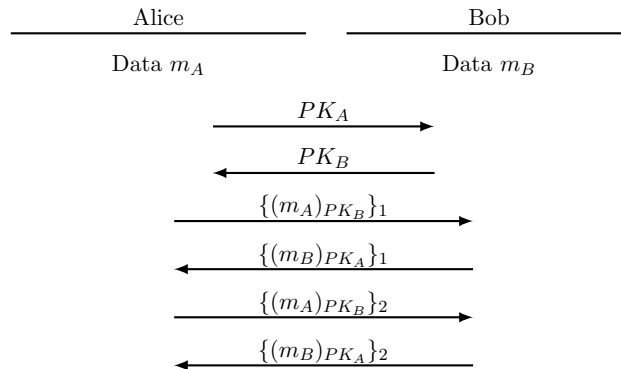 Alice Bob
Data $m_A$ Data $m_B$
$PK_A$
$PK_B$
$\{(m_A)_{PK_B}\}_1$
$\{(m_B)_{PK_A}\}_1$
$\{(m_A)_{PK_B}\}_2$
$\{(m_B)_{PK_A}\}_2$